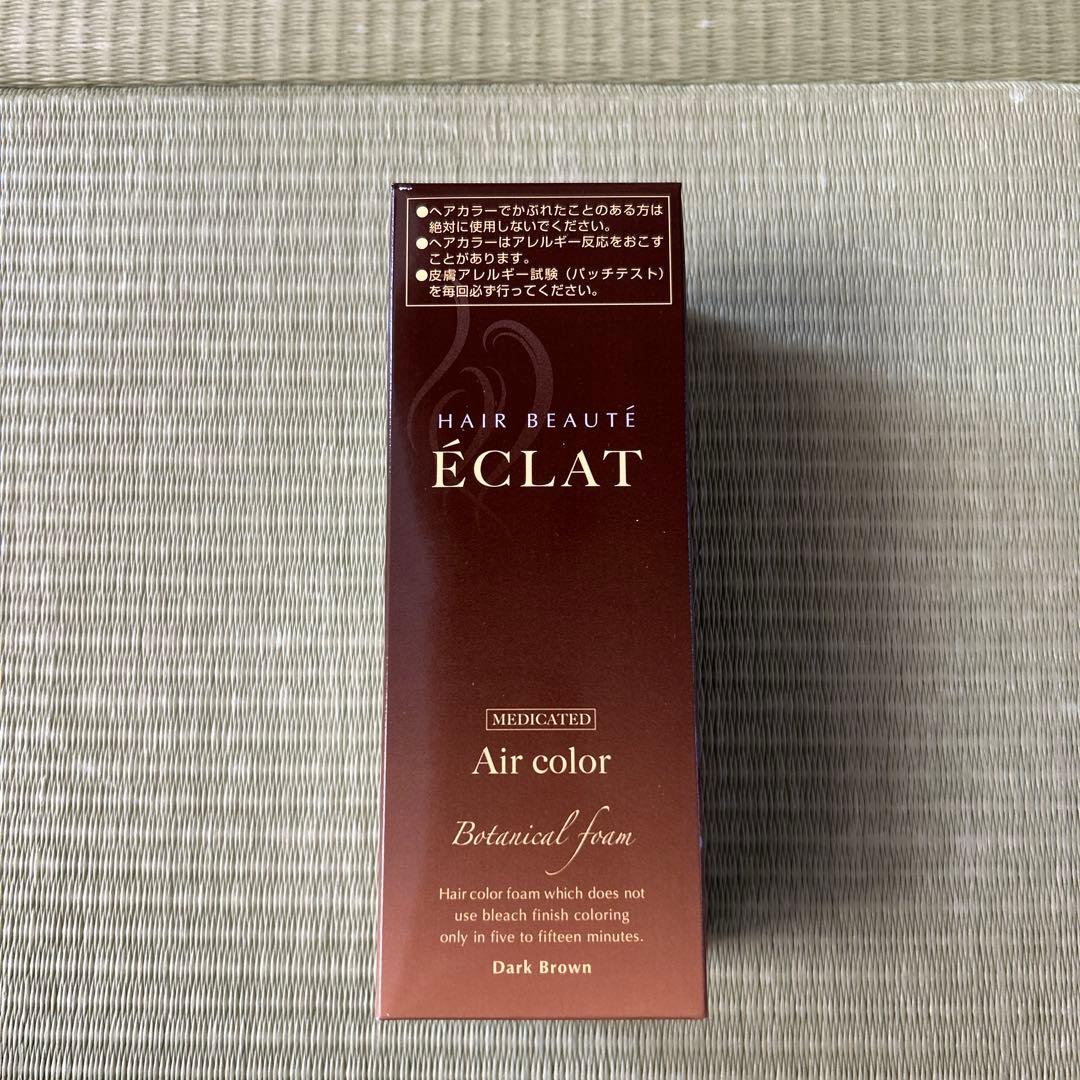 ●ヘアカラーでかぶれたことのある方は
絶対に使用しないでください。
●ヘアカラーはアレルギー反応をおこす
ことがあります。
●皮膚アレルギー試験（パッチテスト）
を毎回必ず行ってください。
HAIR BEAUTÉ
ÉCLAT
MEDICATED
Air color
Botanical foam
Hair color foam which does not
use bleach finish coloring
only in five to fifteen minutes.
Dark Brown